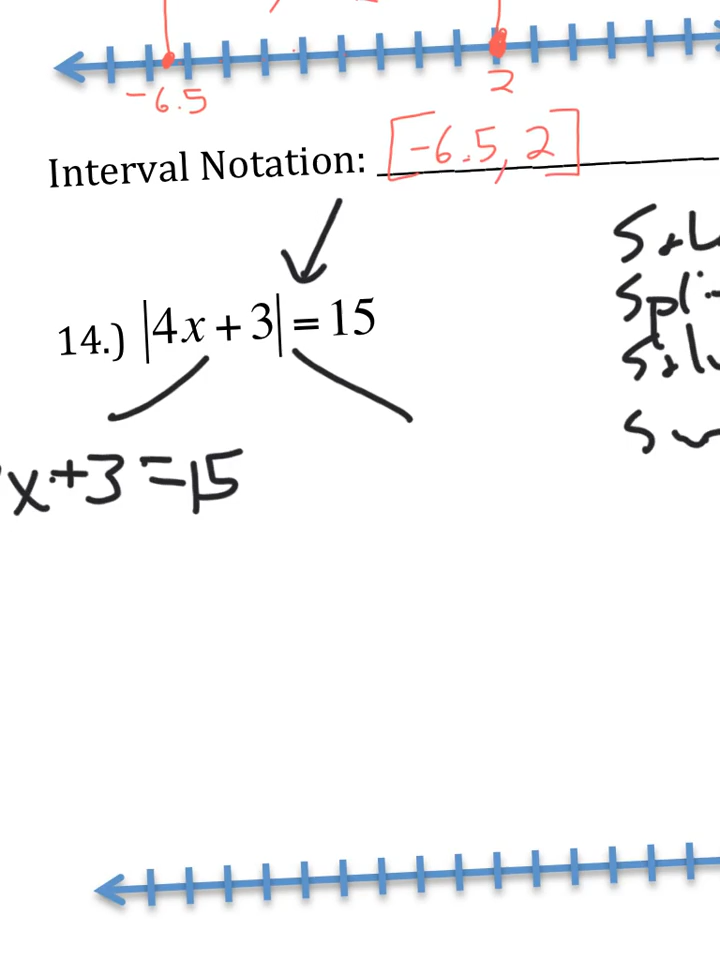 -6.5 2
Interval Notation: [-6.5, 2]
14.) |4x + 3| = 15
x+3=15